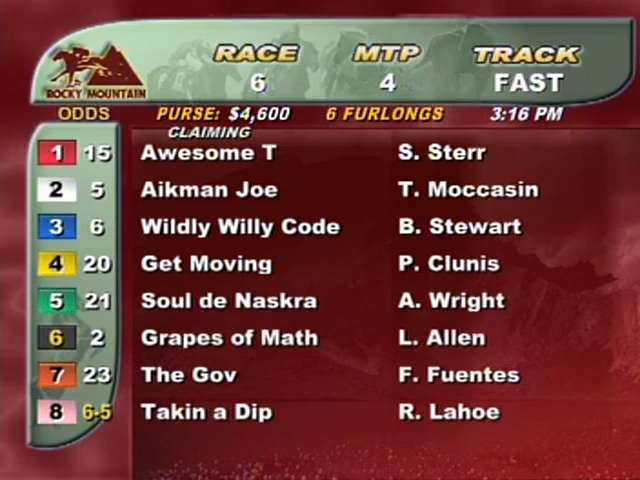 RACE MTP TRACK
ROCKY MOUNTAIN 6 4 FAST
ODDS PURSE: $4,600 6 FURLONGS 3:16 PM
CLAIMING
1 15 Awesome T S. Sterr
2 5 Aikman Joe T. Moccasin
3 6 Wildly Willy Code B. Stewart
4 20 Get Moving P. Clunis
5 21 Soul de Naskra A. Wright
6 2 Grapes of Math L. Allen
7 23 The Gov F. Fuentes
8 6-5 Takin a Dip R. Lahoe